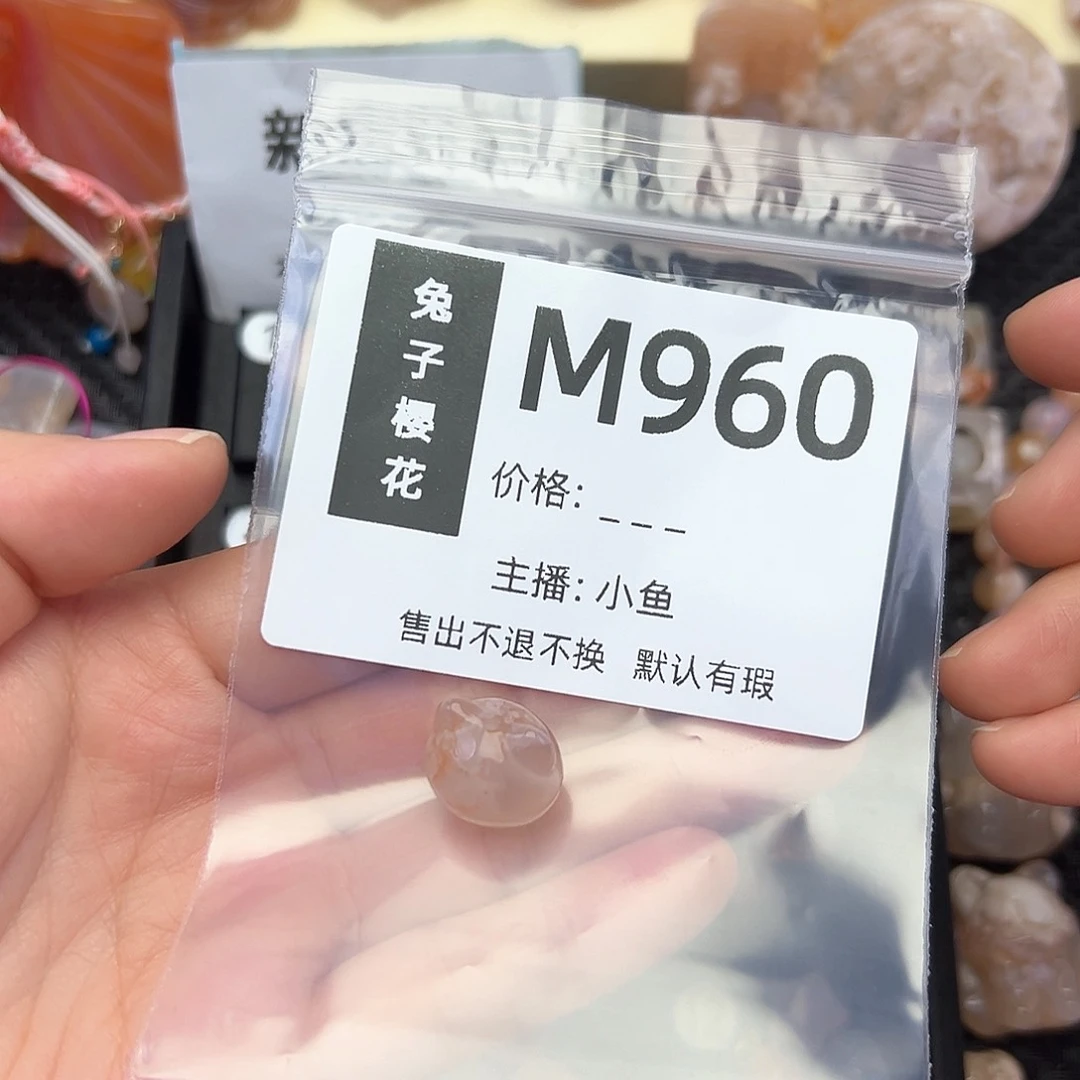 新
兔子樱花
M960
价格: _ _ _
主播: 小鱼
售出不退不换 默认有瑕